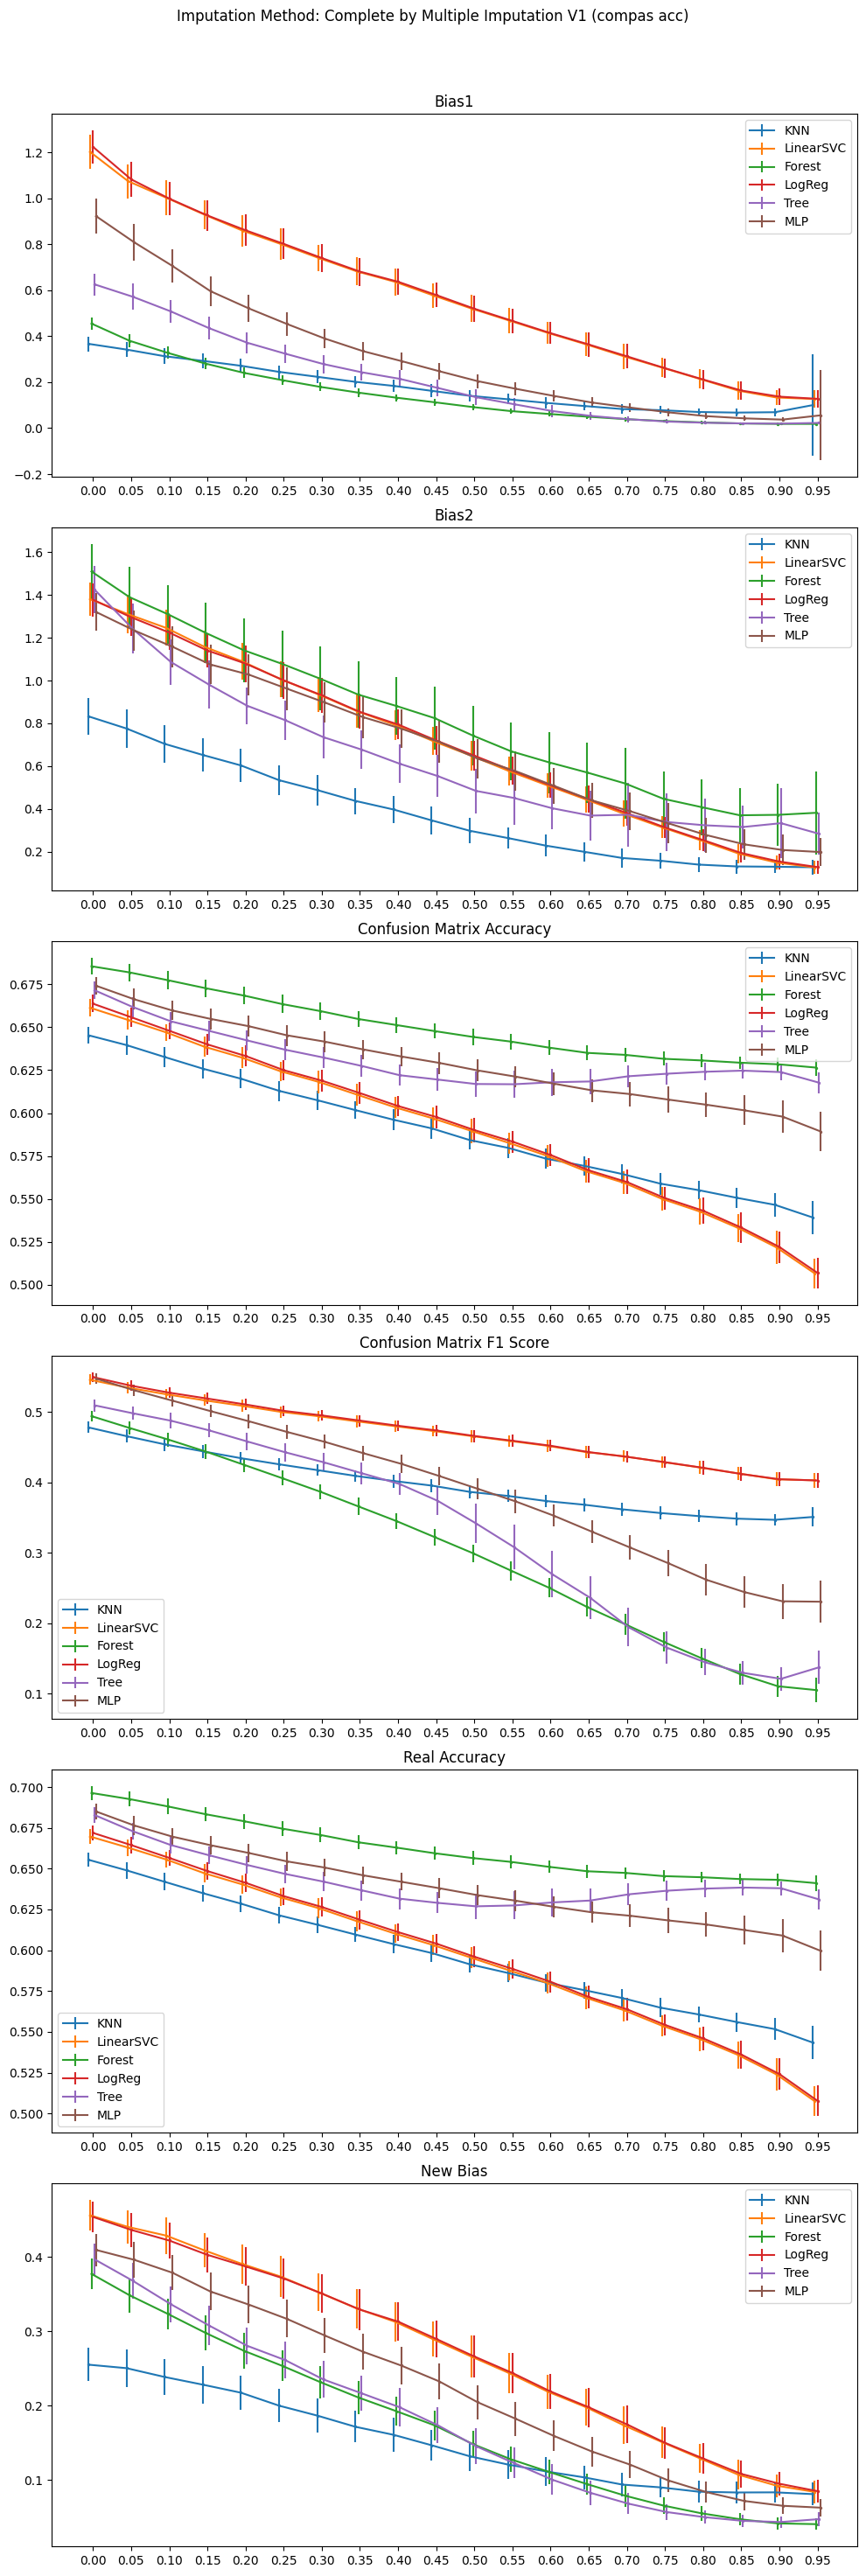 Imputation Method: Complete by Multiple Imputation V1 (compas acc)
Bias1
1.2
1.0
0.8
0.6
0.4
0.2
0.0
−0.2
KNN
LinearSVC
Forest
LogReg
Tree
MLP
0.00 0.05 0.10 0.15 0.20 0.25 0.30 0.35 0.40 0.45 0.50 0.55 0.60 0.65 0.70 0.75 0.80 0.85 0.90 0.95
Bias2
1.6
1.4
1.2
1.0
0.8
0.6
0.4
0.2
KNN
LinearSVC
Forest
LogReg
Tree
MLP
0.00 0.05 0.10 0.15 0.20 0.25 0.30 0.35 0.40 0.45 0.50 0.55 0.60 0.65 0.70 0.75 0.80 0.85 0.90 0.95
Confusion Matrix Accuracy
0.675
0.650
0.625
0.600
0.575
0.550
0.525
0.500
KNN
LinearSVC
Forest
LogReg
Tree
MLP
0.00 0.05 0.10 0.15 0.20 0.25 0.30 0.35 0.40 0.45 0.50 0.55 0.60 0.65 0.70 0.75 0.80 0.85 0.90 0.95
Confusion Matrix F1 Score
0.5
0.4
0.3
0.2
0.1
KNN
LinearSVC
Forest
LogReg
Tree
MLP
0.00 0.05 0.10 0.15 0.20 0.25 0.30 0.35 0.40 0.45 0.50 0.55 0.60 0.65 0.70 0.75 0.80 0.85 0.90 0.95
Real Accuracy
0.700
0.675
0.650
0.625
0.600
0.575
0.550
0.525
0.500
KNN
LinearSVC
Forest
LogReg
Tree
MLP
0.00 0.05 0.10 0.15 0.20 0.25 0.30 0.35 0.40 0.45 0.50 0.55 0.60 0.65 0.70 0.75 0.80 0.85 0.90 0.95
New Bias
0.4
0.3
0.2
0.1
KNN
LinearSVC
Forest
LogReg
Tree
MLP
0.00 0.05 0.10 0.15 0.20 0.25 0.30 0.35 0.40 0.45 0.50 0.55 0.60 0.65 0.70 0.75 0.80 0.85 0.90 0.95